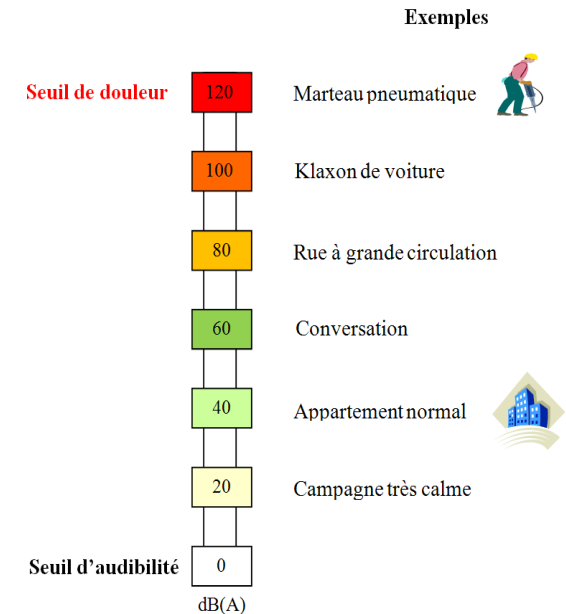 Exemples
Seuil de douleur 120 Marteau pneumatique
100 Klaxon de voiture
80 Rue à grande circulation
60 Conversation
40 Appartement normal
20 Campagne très calme
Seuil d'audibilité 0
dB(A)